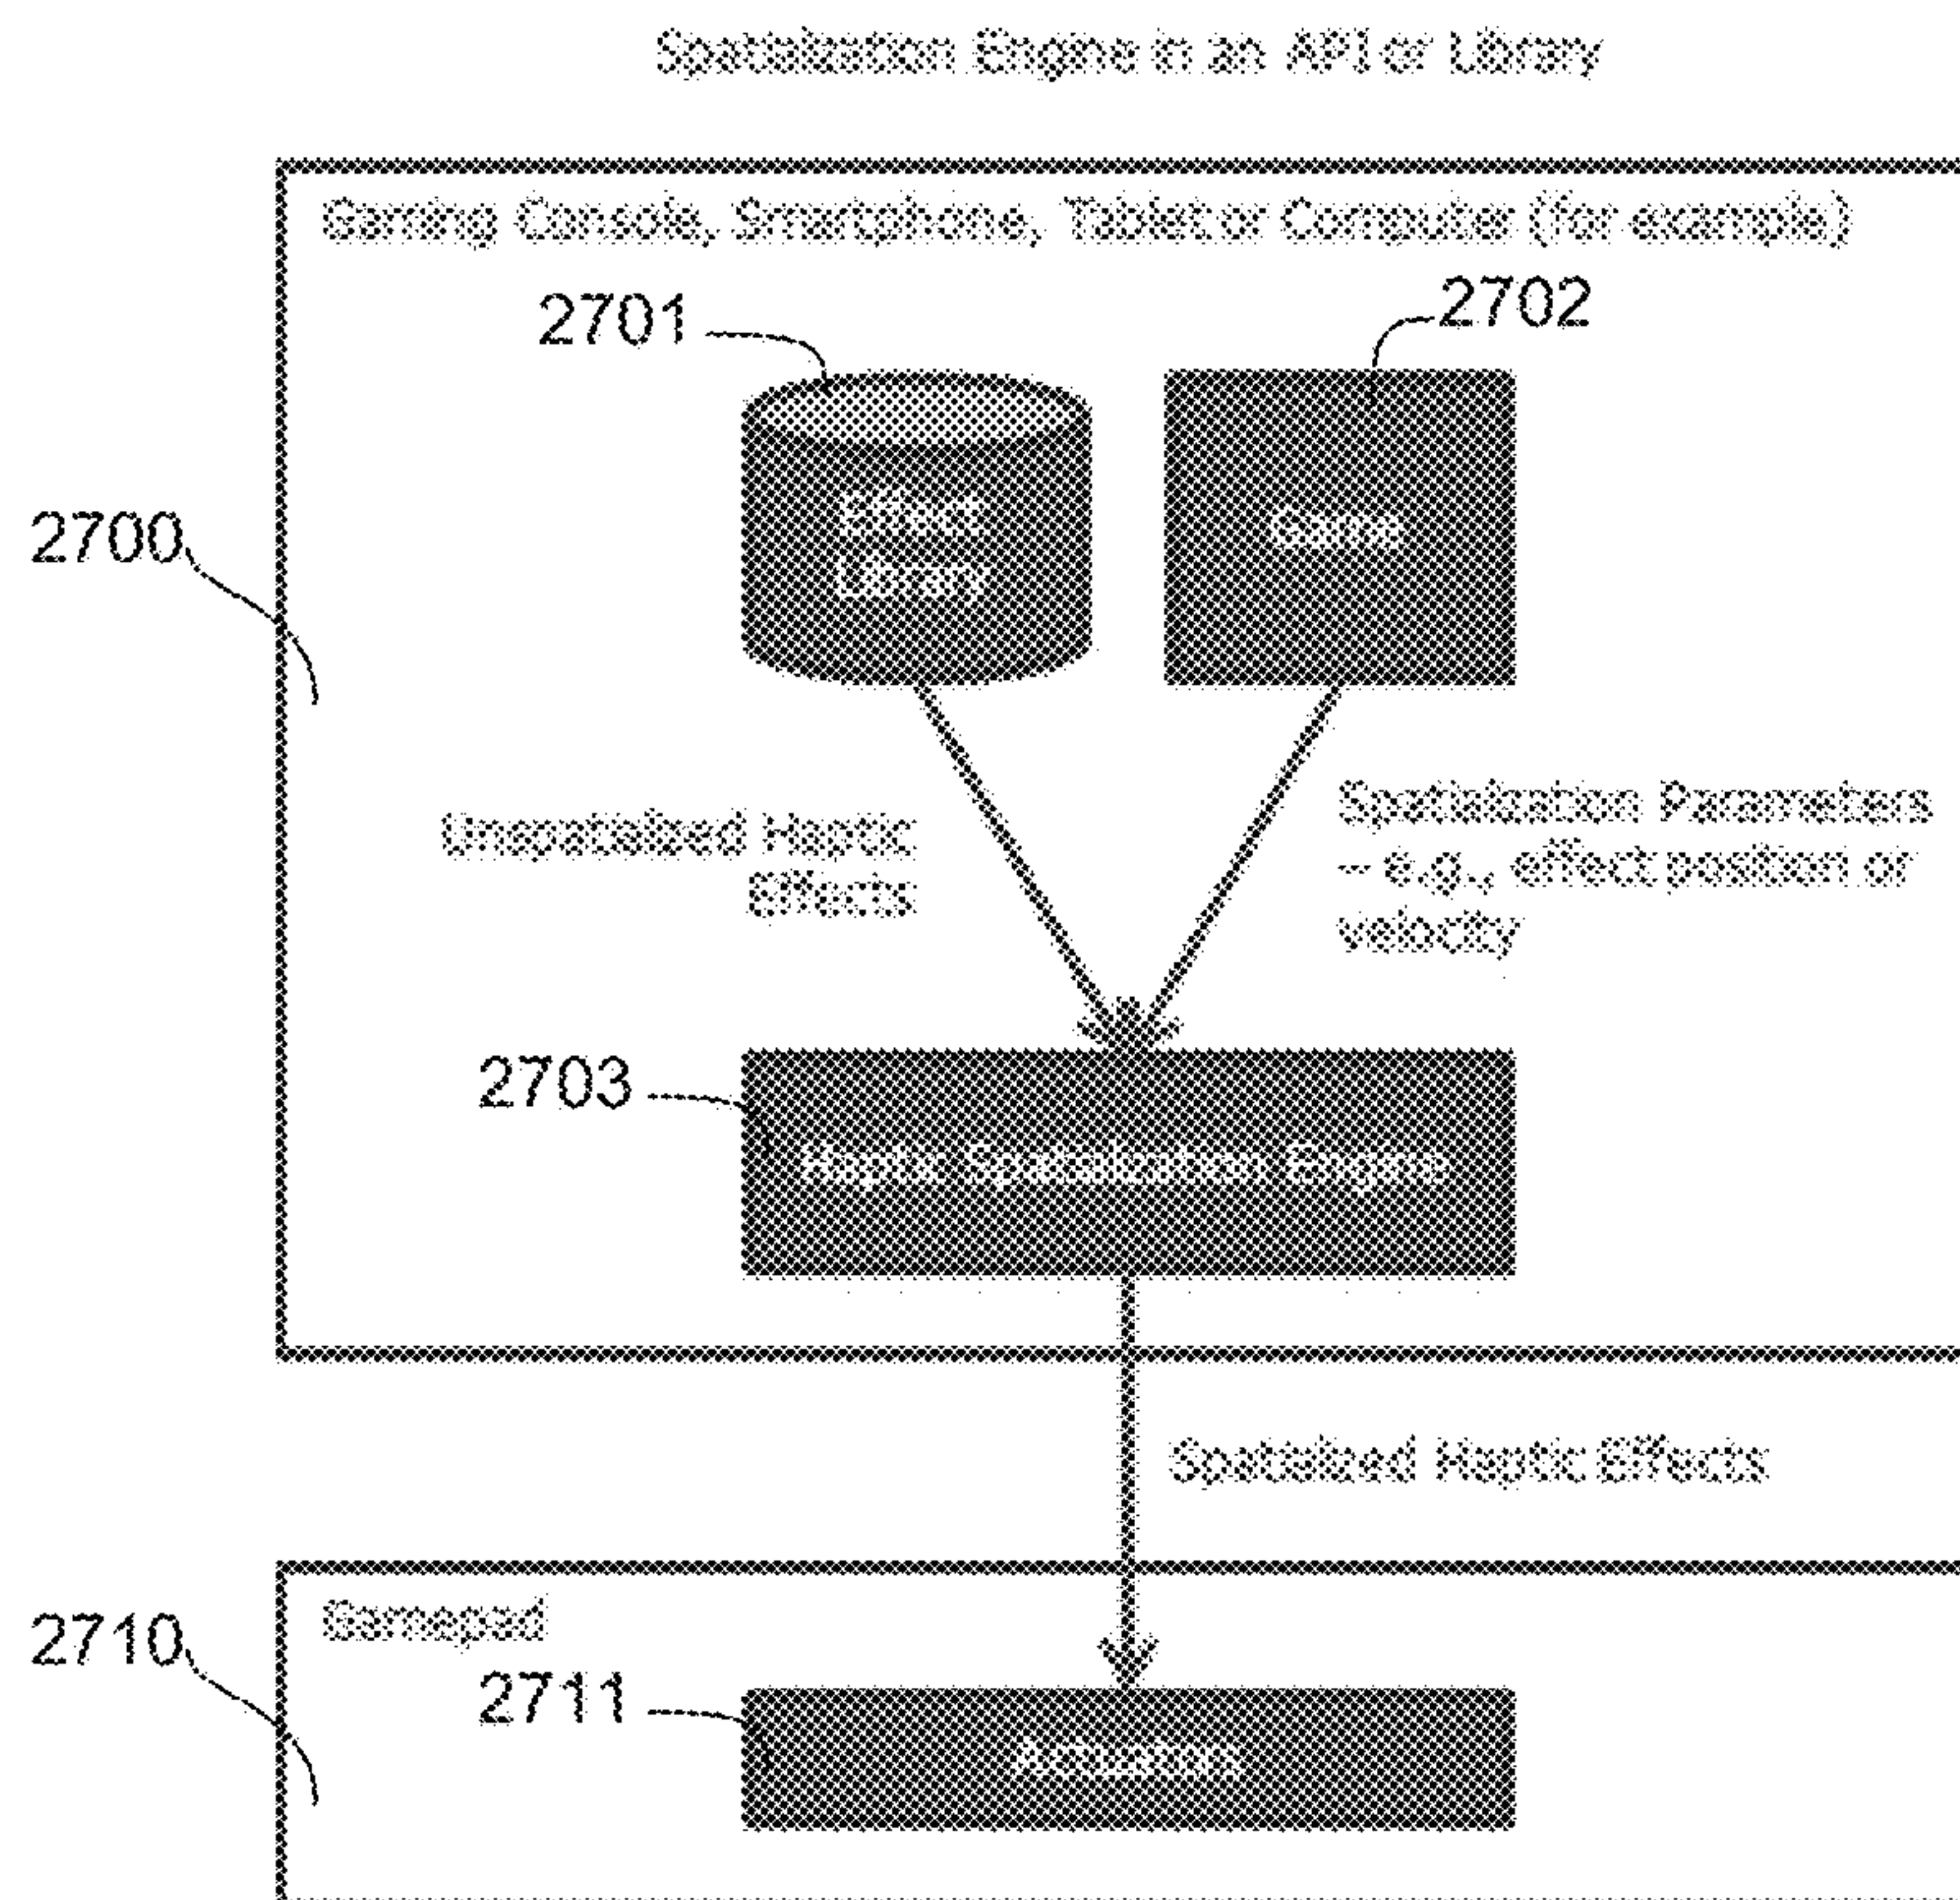 Spatialization Engine in an API or Library
Gaming Console, Smartphone, Tablet or Computer (for example)
2701
2702
2700
Effect
Library
Game
Unspatialized Haptic
Effects
Spatialization Parameters
– e.g., effect position or
velocity
2703
Haptic Spatialization Engine
Spatialized Haptic Effects
2710
Gamepad
2711
Actuators